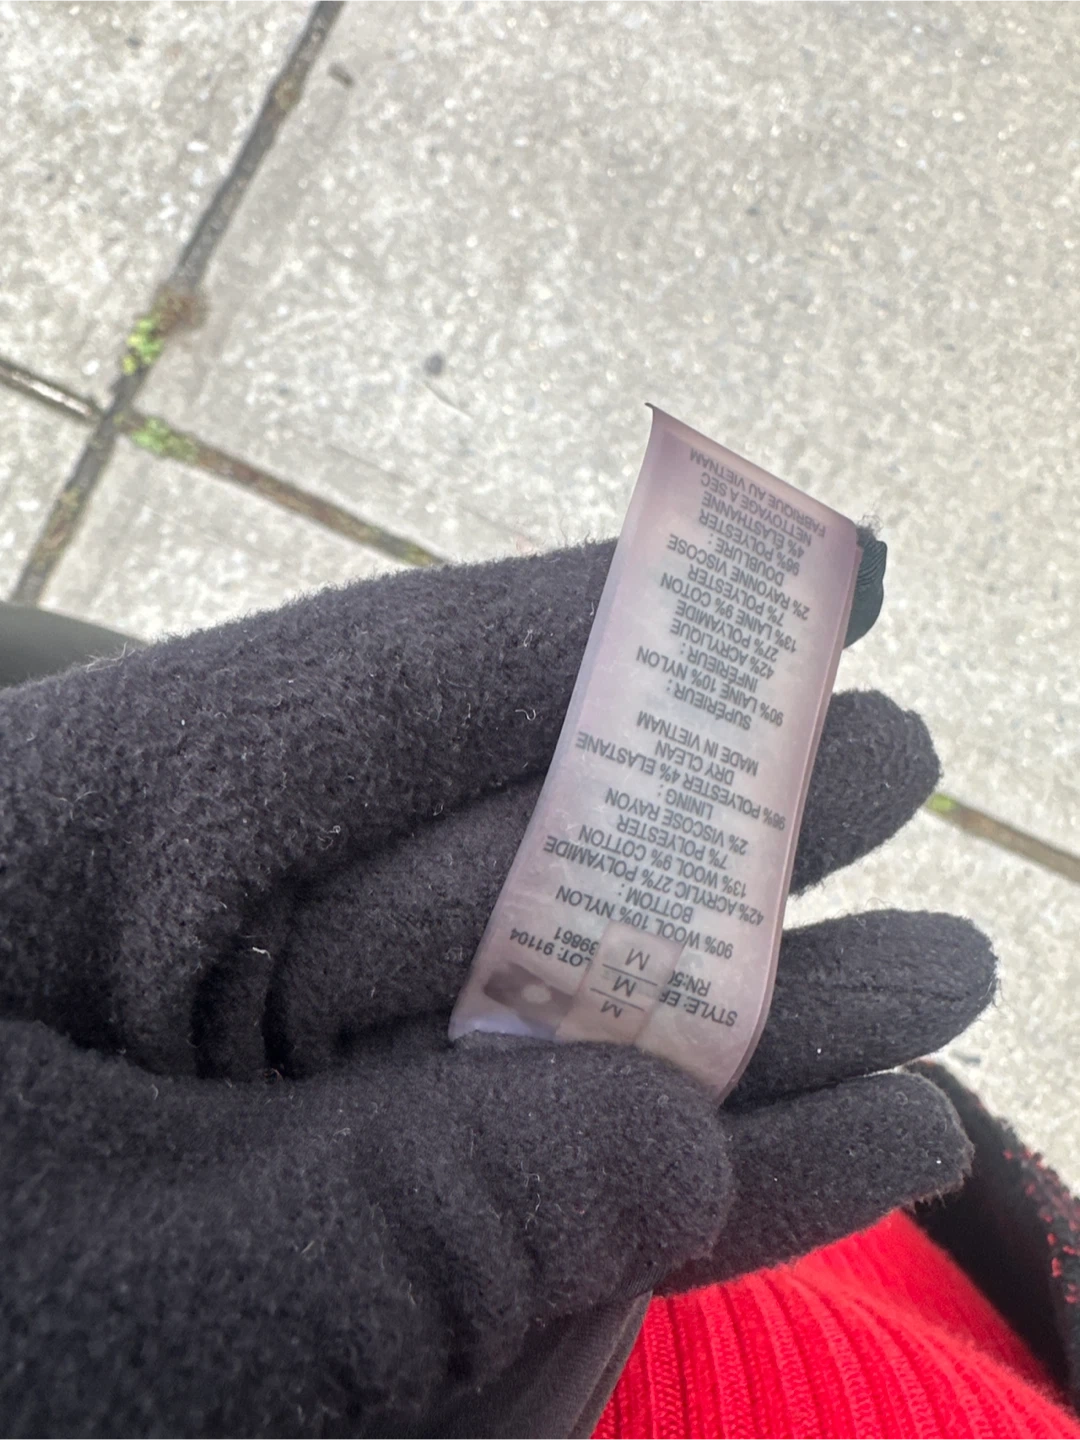 M
M
M
STYLE: EF
RN:5
39861
LOT: 91104
90% WOOL 10% NYLON
BOTTOM :
42% ACRYLIC 27% POLYAMIDE
13% WOOL 9% COTTON
7% POLYESTER
2% VISCOSE RAYON
LINING :
96% POLYESTER 4% ELASTANE
DRY CLEAN
MADE IN VIETNAM
SUPÉRIEUR :
90% LAINE 10% NYLON
INFÉRIEUR :
42% ACRYLIQUE
27% POLYAMIDE
13% LAINE 9% COTON
7% POLYESTER
2% RAYONNE VISCOSE
DOUBLURE :
96% POLYESTER
4% ELASTHANNE
NETTOYAGE A SEC
FABRIQUE AU VIETNAM